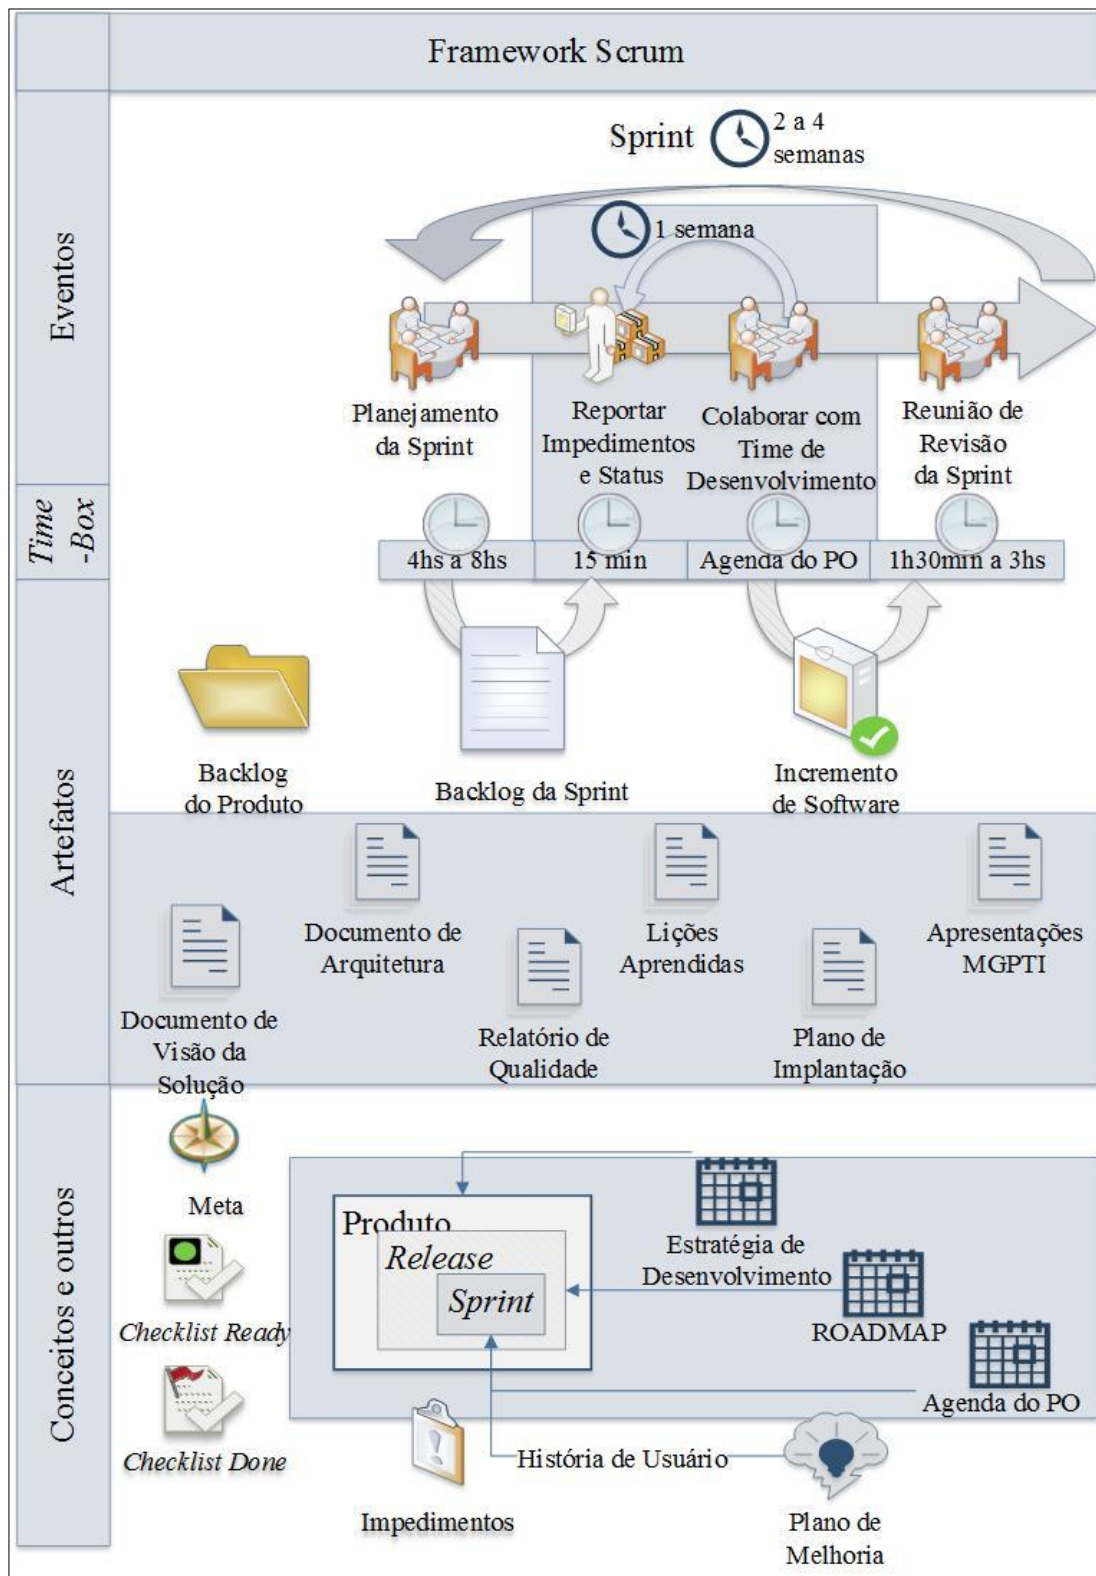 Framework Scrum
Eventos
Sprint
2 a 4
semanas
1 semana
Planejamento
da Sprint
Reportar
Impedimentos
e Status
Colaborar com
Time de
Desenvolvimento
Reunião de
Revisão
da Sprint
Time
-Box
4hs a 8hs
15 min
Agenda do PO
1h30min a 3hs
Artefatos
Backlog
do Produto
Backlog da Sprint
Incremento
de Software
Documento de
Visão da
Solução
Documento de
Arquitetura
Relatório de
Qualidade
Lições
Aprendidas
Plano de
Implantação
Apresentações
MGPTI
Conceitos e outros
Meta
Checklist Ready
Checklist Done
Produto
Release
Sprint
Estratégia de
Desenvolvimento
ROADMAP
Agenda do PO
Impedimentos
História de Usuário
Plano de
Melhoria